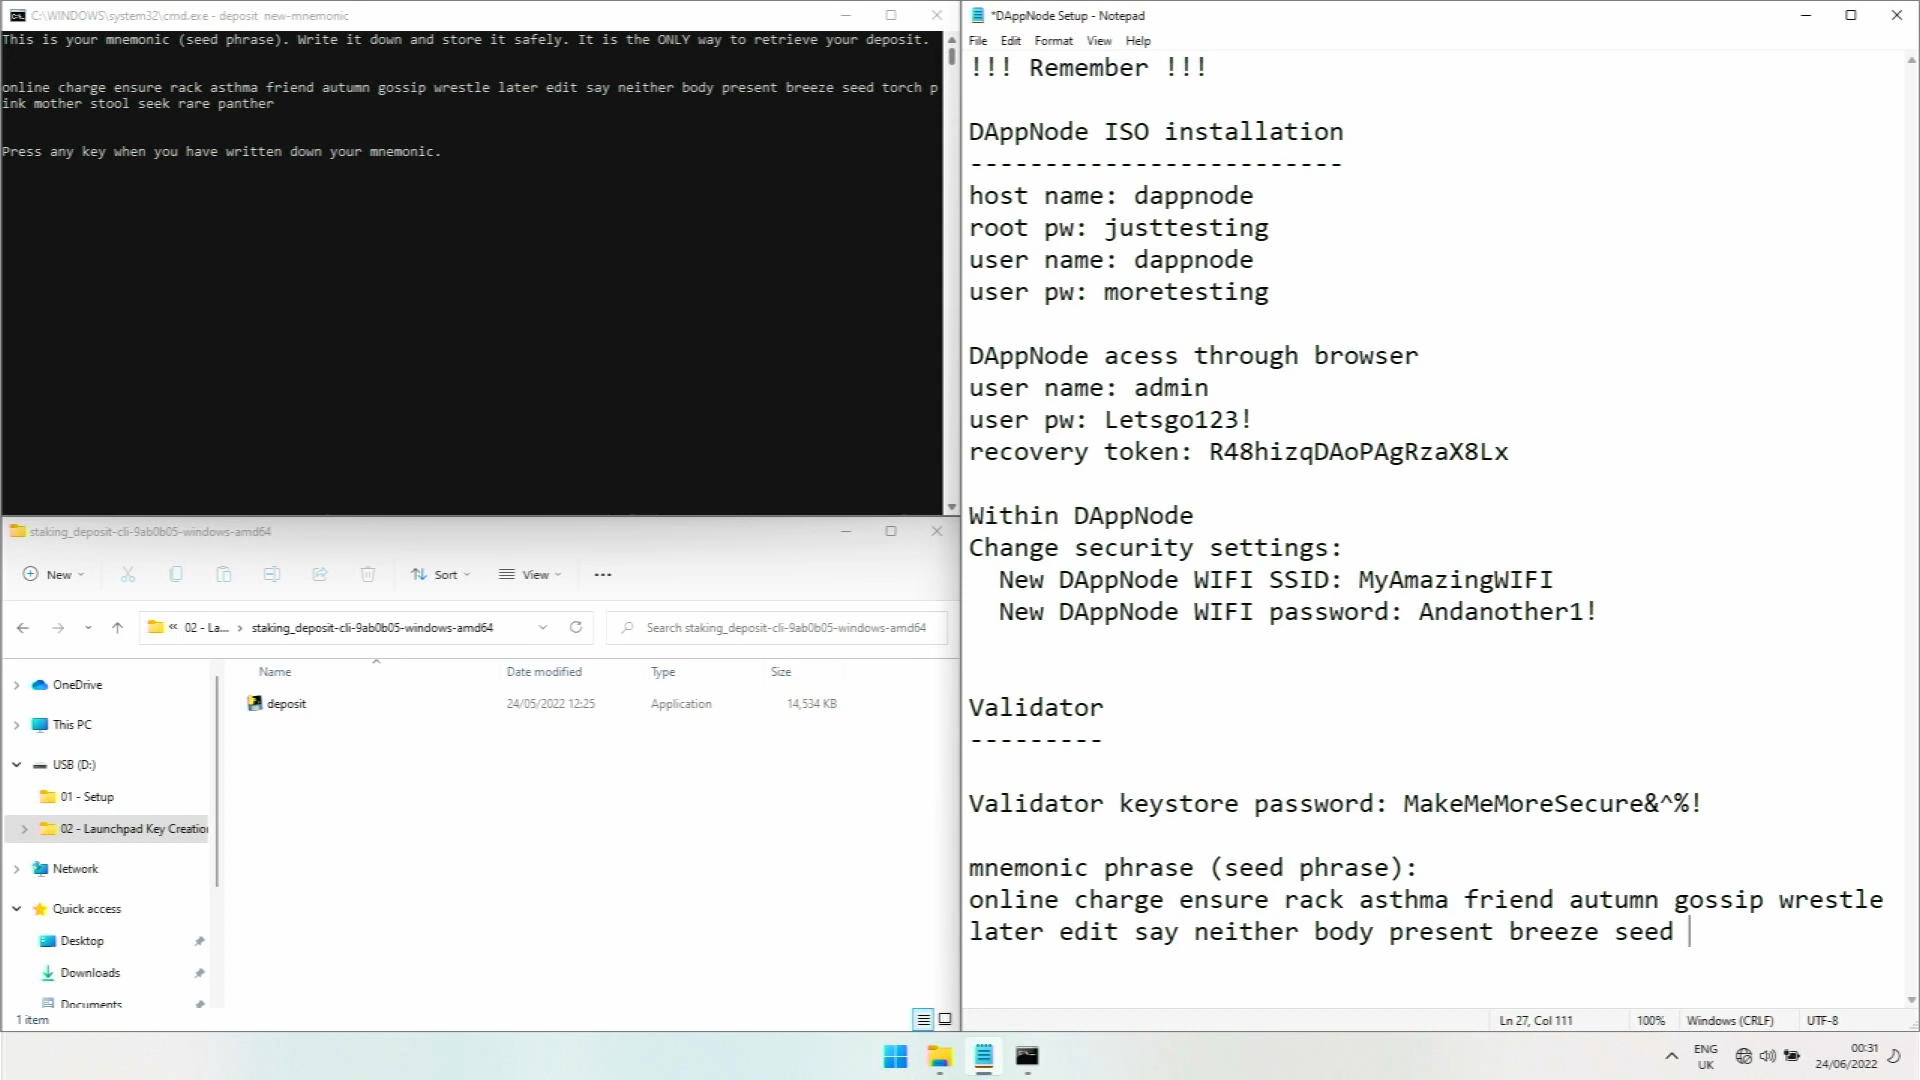 C:\WINDOWS\system32\cmd.exe - deposit new-mnemonic
This is your mnemonic (seed phrase). Write it down and store it safely. It is the ONLY way to retrieve your deposit.
online charge ensure rack asthma friend autumn gossip wrestle later edit say neither body present breeze seed torch p
ink mother stool seek rare panther
Press any key when you have written down your mnemonic.
staking_deposit-cli-9ab0b05-windows-amd64
New
Sort
View
02 - La...
staking_deposit-cli-9ab0b05-windows-amd64
Search staking_deposit-cli-9ab0b05-windows-amd64
Name Date modified Type Size
deposit 24/05/2022 12:25 Application 14,534 KB
OneDrive
This PC
USB (D:)
01 - Setup
02 - Launchpad Key Creatio
Network
Quick access
Desktop
Downloads
Documents
1 item
*DAppNode Setup - Notepad
File Edit Format View Help
!!! Remember !!!
DAppNode ISO installation
-------------------------
host name: dappnode
root pw: justtesting
user name: dappnode
user pw: moretesting
DAppNode acess through browser
user name: admin
user pw: Letsgo123!
recovery token: R48hizqDAoPAgRzaX8Lx
Within DAppNode
Change security settings:
New DAppNode WIFI SSID: MyAmazingWIFI
New DAppNode WIFI password: Andanother1!
Validator
---------
Validator keystore password: MakeMeMoreSecure&^%!
mnemonic phrase (seed phrase):
online charge ensure rack asthma friend autumn gossip wrestle
later edit say neither body present breeze seed
Ln 27, Col 111 100% Windows (CRLF) UTF-8
ENG
UK
00:31
24/06/2022